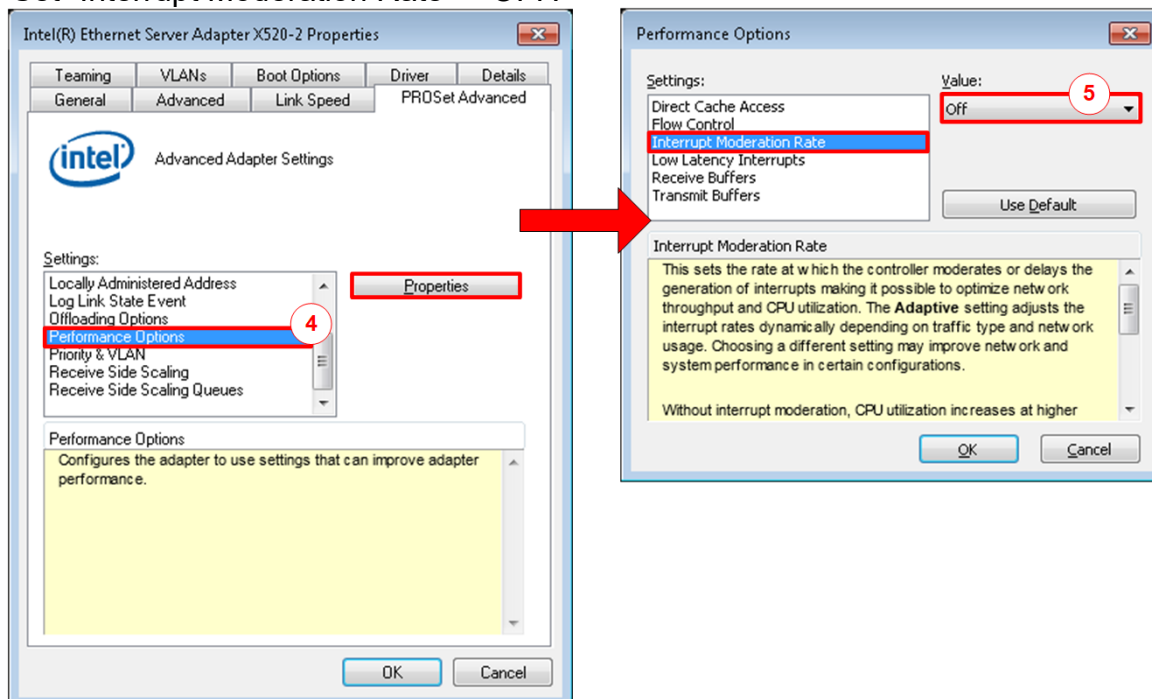 Intel(R) Ethernet Server Adapter X520-2 Properties
Teaming VLANs Boot Options Driver Details
General Advanced Link Speed PROSet Advanced
intel
Advanced Adapter Settings
Settings:
Locally Administered Address
Log Link State Event
Offloading Options
Performance Options
Priority & VLAN
Receive Side Scaling
Receive Side Scaling Queues
4
Properties
Performance Options
Configures the adapter to use settings that can improve adapter
performance.
OK Cancel
Performance Options
Settings:
Direct Cache Access
Flow Control
Interrupt Moderation Rate
Low Latency Interrupts
Receive Buffers
Transmit Buffers
Value:
Off
5
Use Default
Interrupt Moderation Rate
This sets the rate at which the controller moderates or delays the
generation of interrupts making it possible to optimize network
throughput and CPU utilization. The Adaptive setting adjusts the
interrupt rates dynamically depending on traffic type and network
usage. Choosing a different setting may improve network and
system performance in certain configurations.
Without interrupt moderation, CPU utilization increases at higher
OK Cancel